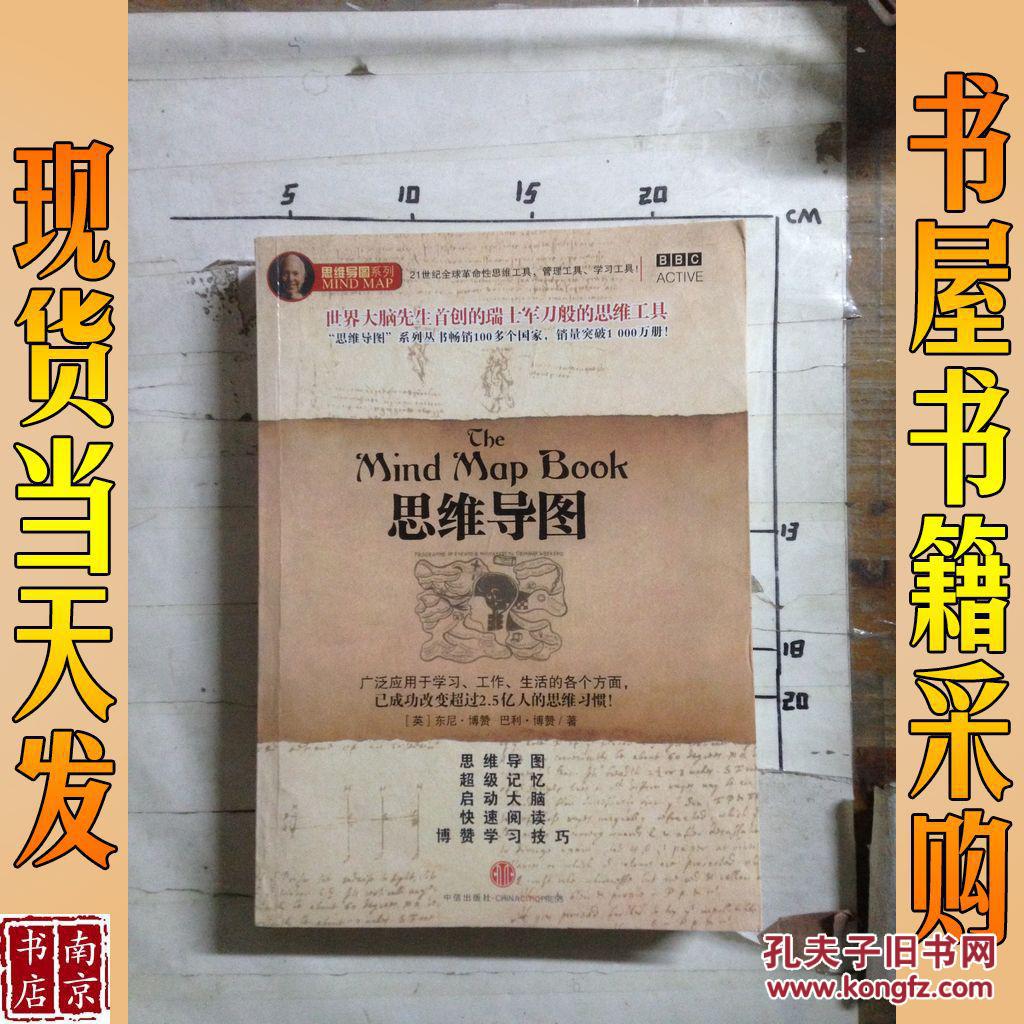 现货当天发
书屋书籍采购
5 10 15 20 CM
思维导图系列
MIND MAP
21世纪全球革命性思维工具，管理工具、学习工具！
BBC
ACTIVE
世界大脑先生首创的瑞士军刀般的思维工具
“思维导图”系列丛书畅销100多个国家，销量突破1 000万册！
The
Mind Map Book
思维导图
13
18
20
广泛应用于学习、工作、生活的各个方面，
已成功改变超过2.5亿人的思维习惯！
[英] 东尼·博赞 巴利·博赞/著
思维导图
超级记忆
启动大脑
快速阅读
博赞学习技巧
中信出版社·CHINACITICPRESS
南京书店
孔夫子旧书网
www.kongfz.com